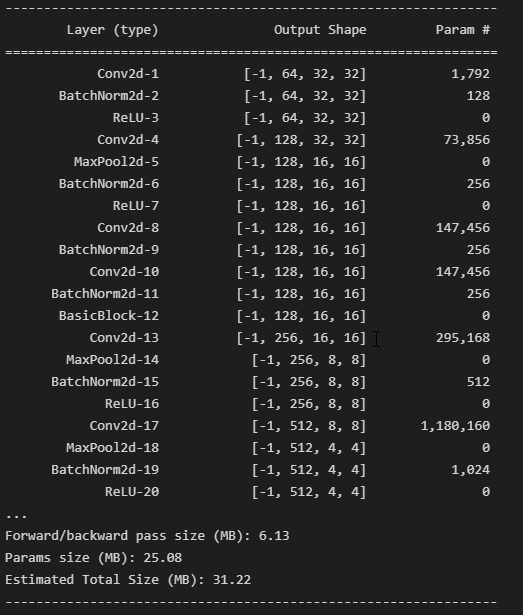 ----------------------------------------------------------------
        Layer (type)               Output Shape         Param #
================================================================
            Conv2d-1           [-1, 64, 32, 32]           1,792
       BatchNorm2d-2           [-1, 64, 32, 32]             128
              ReLU-3           [-1, 64, 32, 32]               0
            Conv2d-4          [-1, 128, 32, 32]          73,856
         MaxPool2d-5          [-1, 128, 16, 16]               0
       BatchNorm2d-6          [-1, 128, 16, 16]             256
              ReLU-7          [-1, 128, 16, 16]               0
            Conv2d-8          [-1, 128, 16, 16]         147,456
       BatchNorm2d-9          [-1, 128, 16, 16]             256
           Conv2d-10          [-1, 128, 16, 16]         147,456
      BatchNorm2d-11          [-1, 128, 16, 16]             256
       BasicBlock-12          [-1, 128, 16, 16]               0
           Conv2d-13          [-1, 256, 16, 16]         295,168
        MaxPool2d-14            [-1, 256, 8, 8]               0
      BatchNorm2d-15            [-1, 256, 8, 8]             512
             ReLU-16            [-1, 256, 8, 8]               0
           Conv2d-17            [-1, 512, 8, 8]       1,180,160
        MaxPool2d-18            [-1, 512, 4, 4]               0
      BatchNorm2d-19            [-1, 512, 4, 4]           1,024
             ReLU-20            [-1, 512, 4, 4]               0
...
Forward/backward pass size (MB): 6.13
Params size (MB): 25.08
Estimated Total Size (MB): 31.22
----------------------------------------------------------------